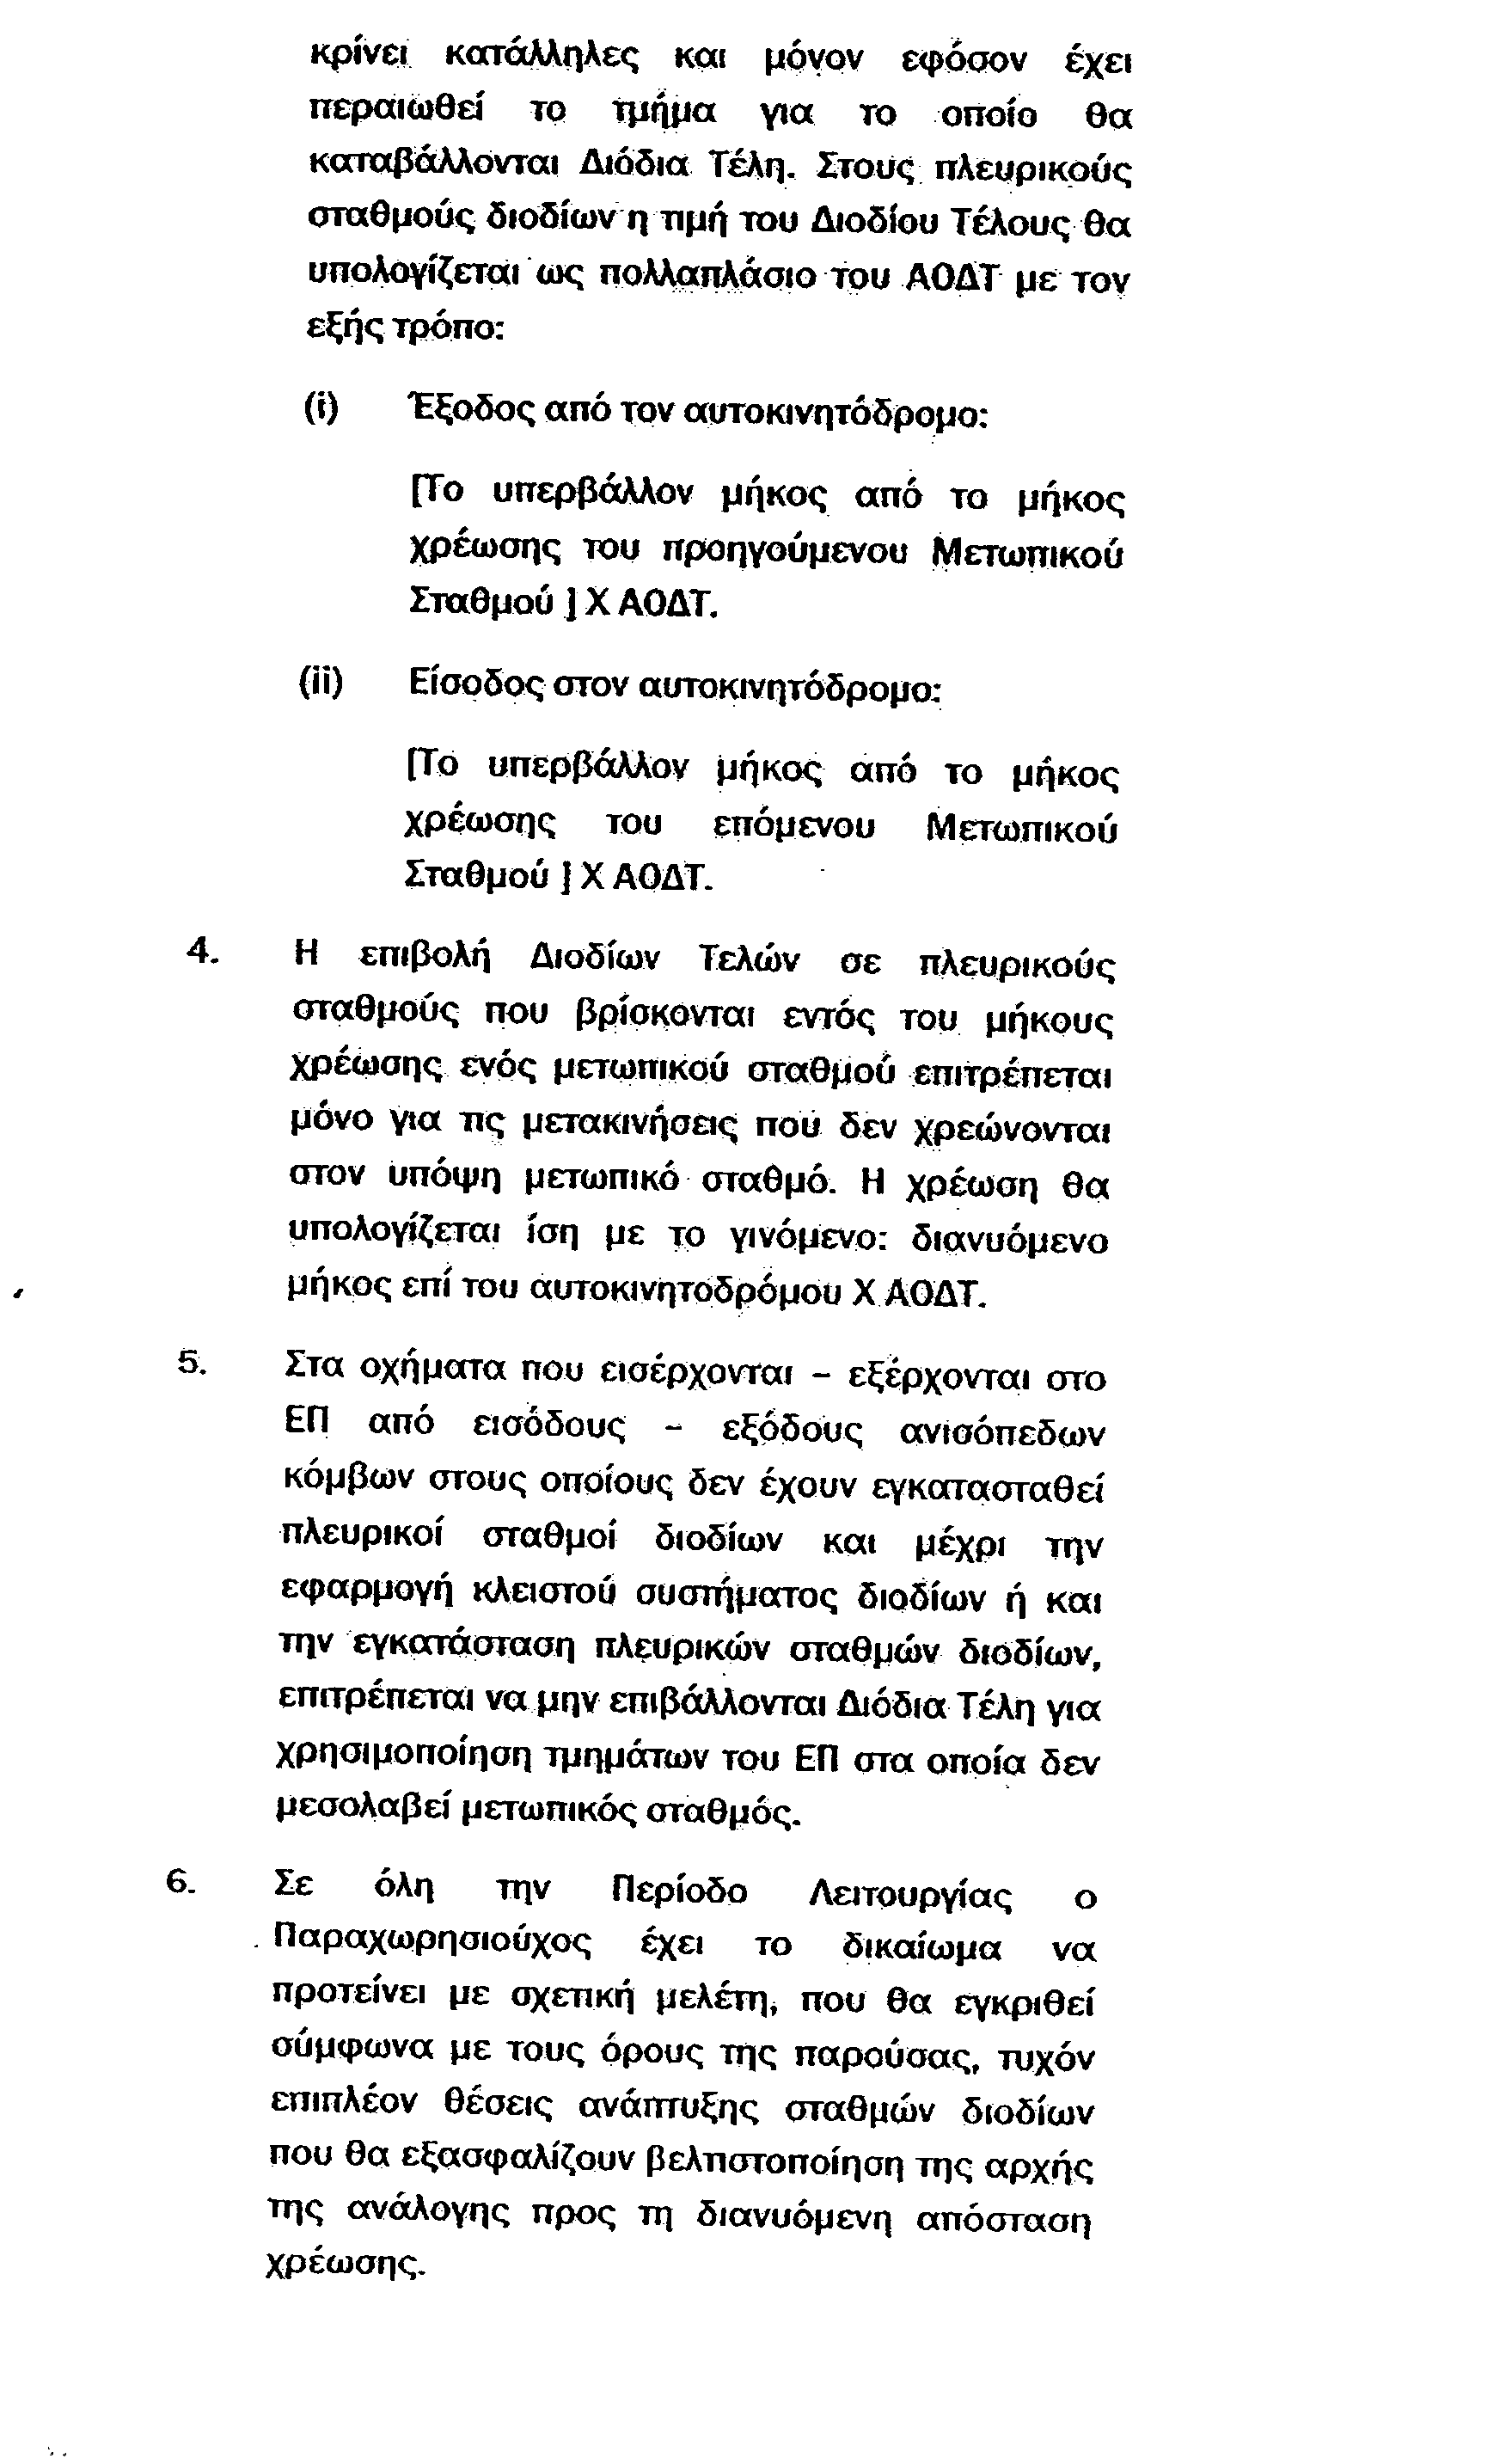 κρίνει κατάλληλες και μόνον εφόσον έχει
περαιωθεί το τμήμα για το οποίο θα
καταβάλλονται Διόδια Τέλη. Στους πλευρικούς
σταθμούς διοδίων η τιμή του Διοδίου Τέλους θα
υπολογίζεται ως πολλαπλάσιο του ΑΟΔΤ με τον
εξής τρόπο:
(i) Έξοδος από τον αυτοκινητόδρομο:
[Το υπερβάλλον μήκος από το μήκος
χρέωσης του προηγούμενου Μετωπικού
Σταθμού ] Χ ΑΟΔΤ.
(ii) Είσοδος στον αυτοκινητόδρομο:
[Το υπερβάλλον μήκος από το μήκος
χρέωσης του επόμενου Μετωπικού
Σταθμού ] Χ ΑΟΔΤ.
4. Η επιβολή Διοδίων Τελών σε πλευρικούς
σταθμούς που βρίσκονται εντός του μήκους
χρέωσης ενός μετωπικού σταθμού επιτρέπεται
μόνο για τις μετακινήσεις που δεν χρεώνονται
στον υπόψη μετωπικό σταθμό. Η χρέωση θα
υπολογίζεται ίση με το γινόμενο: διανυόμενο
μήκος επί του αυτοκινητοδρόμου Χ ΑΟΔΤ.
5. Στα οχήματα που εισέρχονται – εξέρχονται στο
ΕΠ από εισόδους – εξόδους ανισόπεδων
κόμβων στους οποίους δεν έχουν εγκατασταθεί
πλευρικοί σταθμοί διοδίων και μέχρι την
εφαρμογή κλειστού συστήματος διοδίων ή και
την εγκατάσταση πλευρικών σταθμών διοδίων,
επιτρέπεται να μην επιβάλλονται Διόδια Τέλη για
χρησιμοποίηση τμημάτων του ΕΠ στα οποία δεν
μεσολαβεί μετωπικός σταθμός.
6. Σε όλη την Περίοδο Λειτουργίας ο
Παραχωρησιούχος έχει το δικαίωμα να
προτείνει με σχετική μελέτη, που θα εγκριθεί
σύμφωνα με τους όρους της παρούσας, τυχόν
επιπλέον θέσεις ανάπτυξης σταθμών διοδίων
που θα εξασφαλίζουν βελτιστοποίηση της αρχής
της ανάλογης προς τη διανυόμενη απόσταση
χρέωσης.